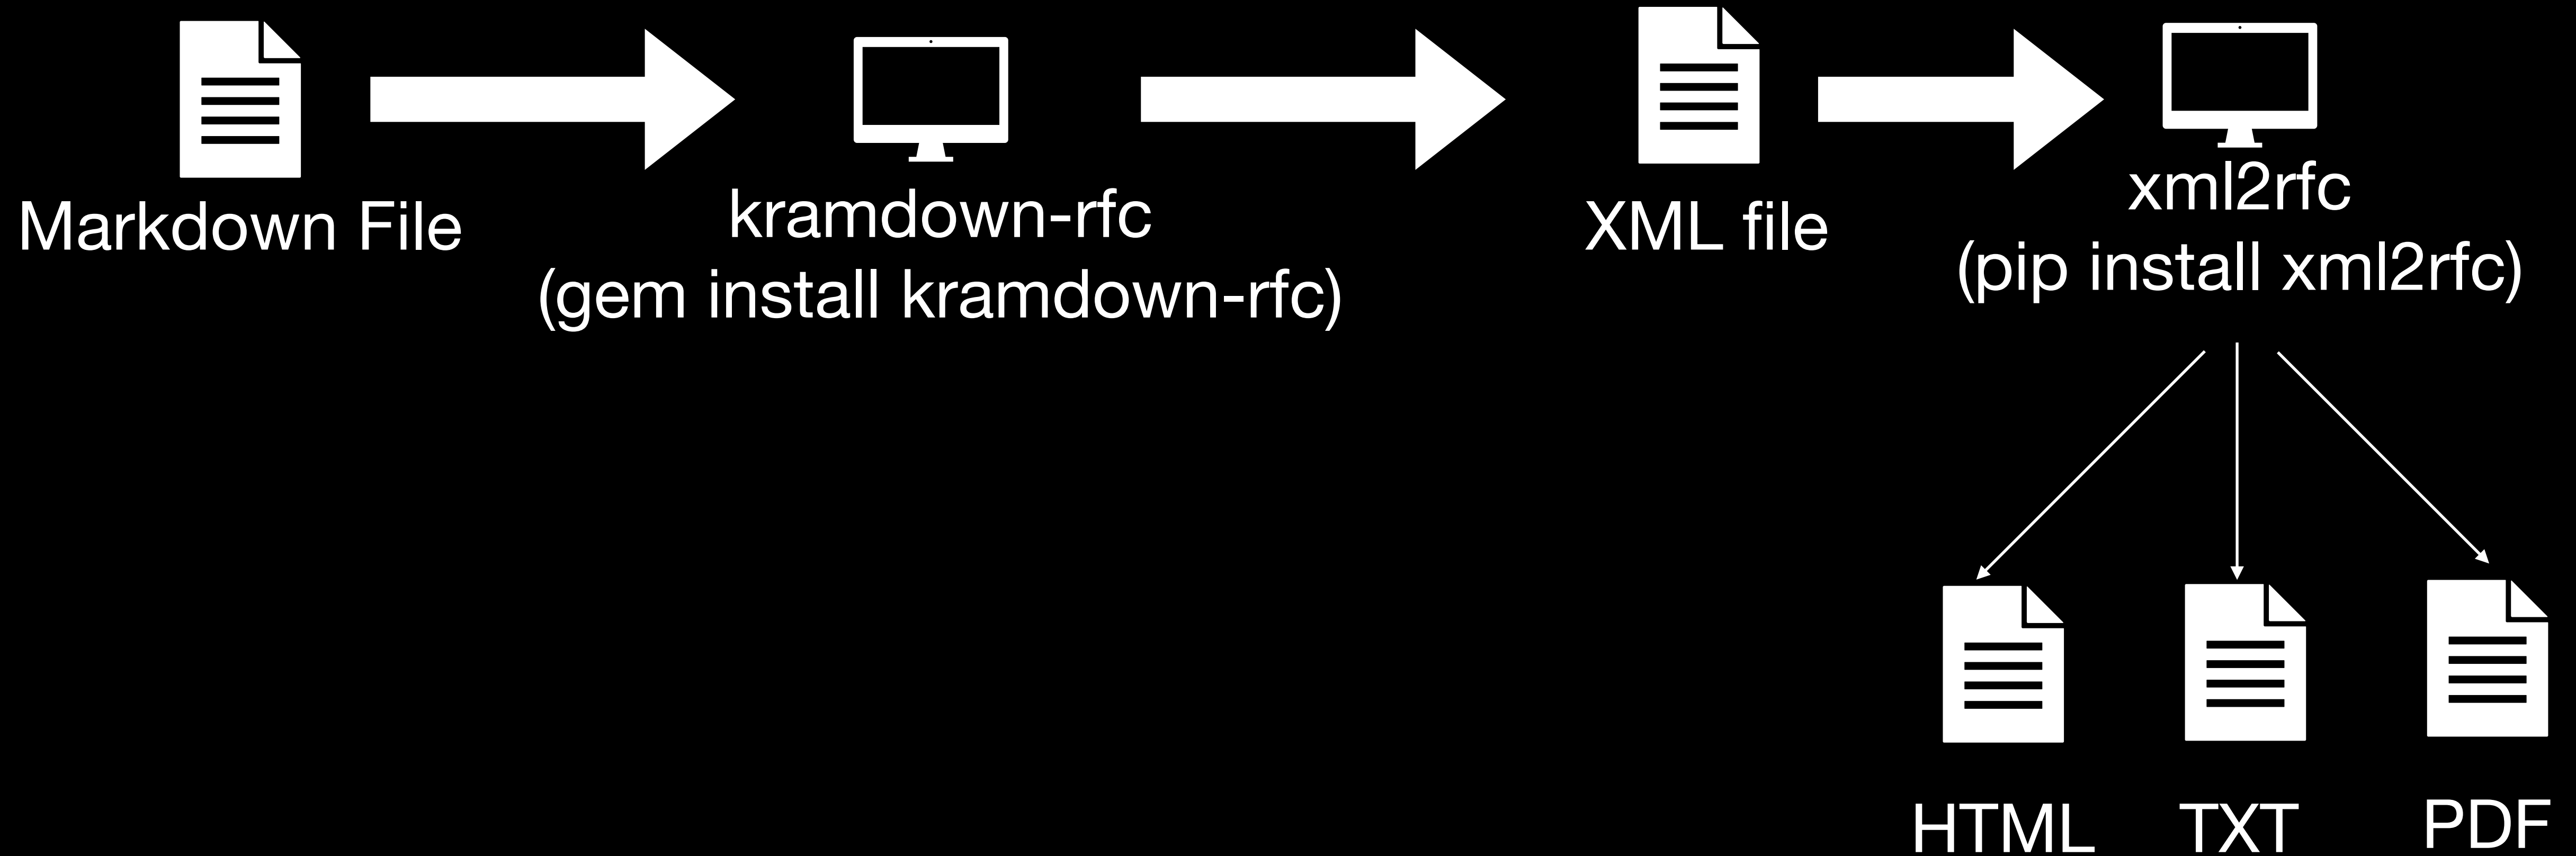 Markdown File
kramdown-rfc
(gem install kramdown-rfc)
XML file
xml2rfc
(pip install xml2rfc)
HTML
TXT
PDF